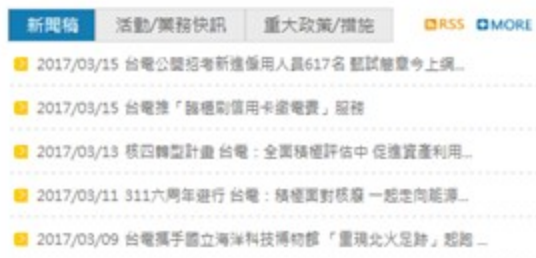 新聞稿 活動/業務快訊 重大政策/措施 RSS MORE
2017/03/15 台電公開招考新進僱用人員617名 甄試簡章今上網...
2017/03/15 台電推「臨櫃刷信用卡繳電費」服務
2017/03/13 核四轉型計畫 台電：全面積極評估中 促進資產利用...
2017/03/11 311六周年遊行 台電：積極面對核廢 一起走向能源...
2017/03/09 台電攜手國立海洋科技博物館 「重現北火足跡」起跑 ...